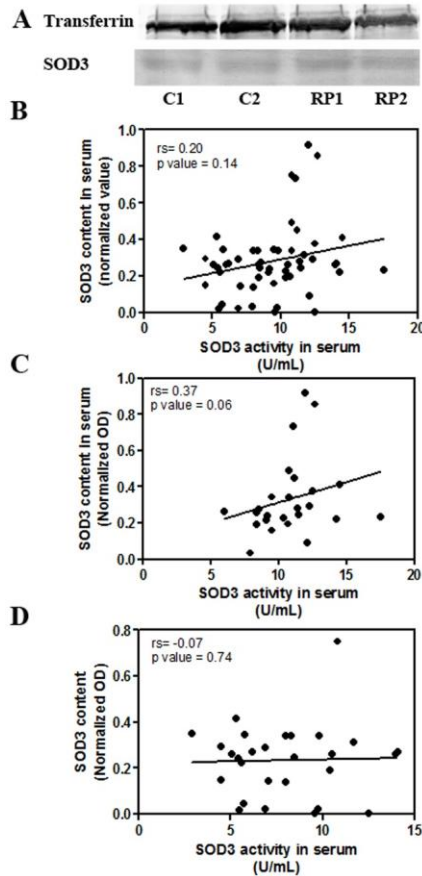 A Transferrin
SOD3
C1 C2 RP1 RP2
B
rs= 0.20
p value = 0.14
SOD3 content in serum
(normalized value)
1.0
0.8
0.6
0.4
0.2
0.0
0 5 10 15 20
SOD3 activity in serum
(U/mL)
C
rs= 0.37
p value = 0.06
SOD3 content in serum
(Normalized OD)
1.0
0.8
0.6
0.4
0.2
0.0
0 5 10 15 20
SOD3 activity in serum
(U/mL)
D
rs= -0.07
p value = 0.74
SOD3 content
(Normalized OD)
0.8
0.6
0.4
0.2
0.0
0 5 10 15
SOD3 activity in serum
(U/mL)